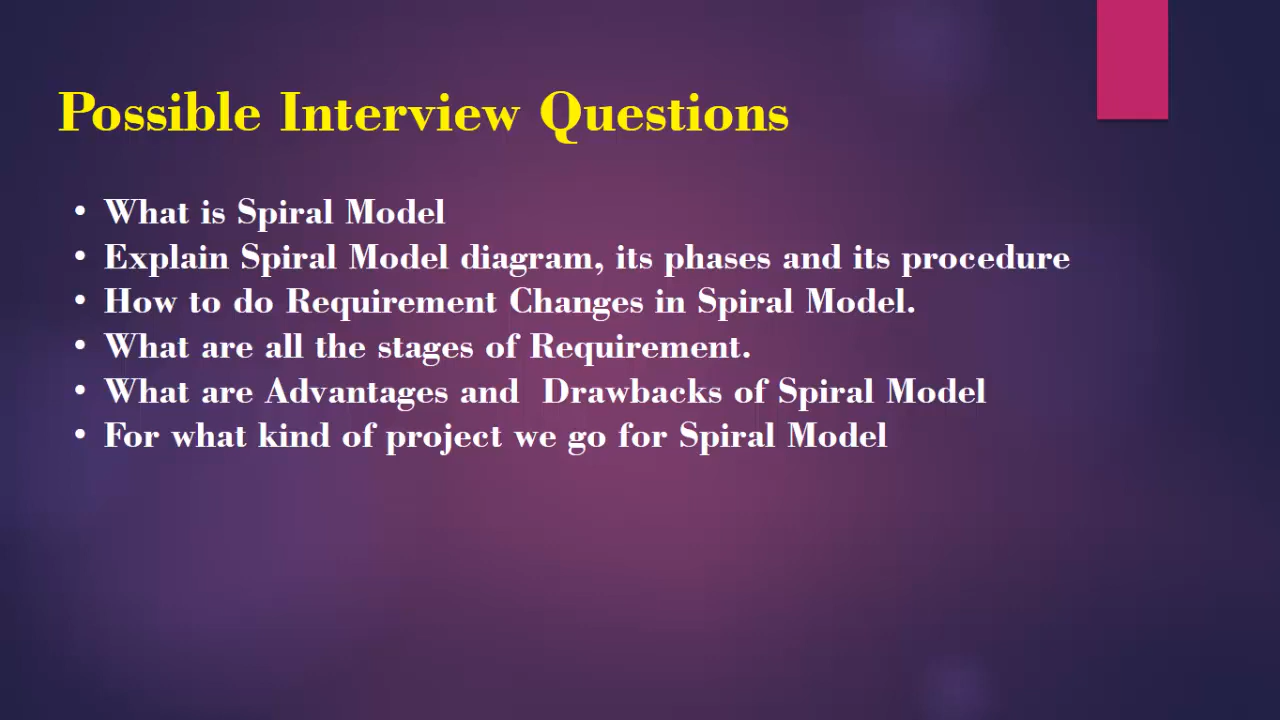 Possible Interview Questions
• What is Spiral Model
• Explain Spiral Model diagram, its phases and its procedure
• How to do Requirement Changes in Spiral Model.
• What are all the stages of Requirement.
• What are Advantages and  Drawbacks of Spiral Model
• For what kind of project we go for Spiral Model